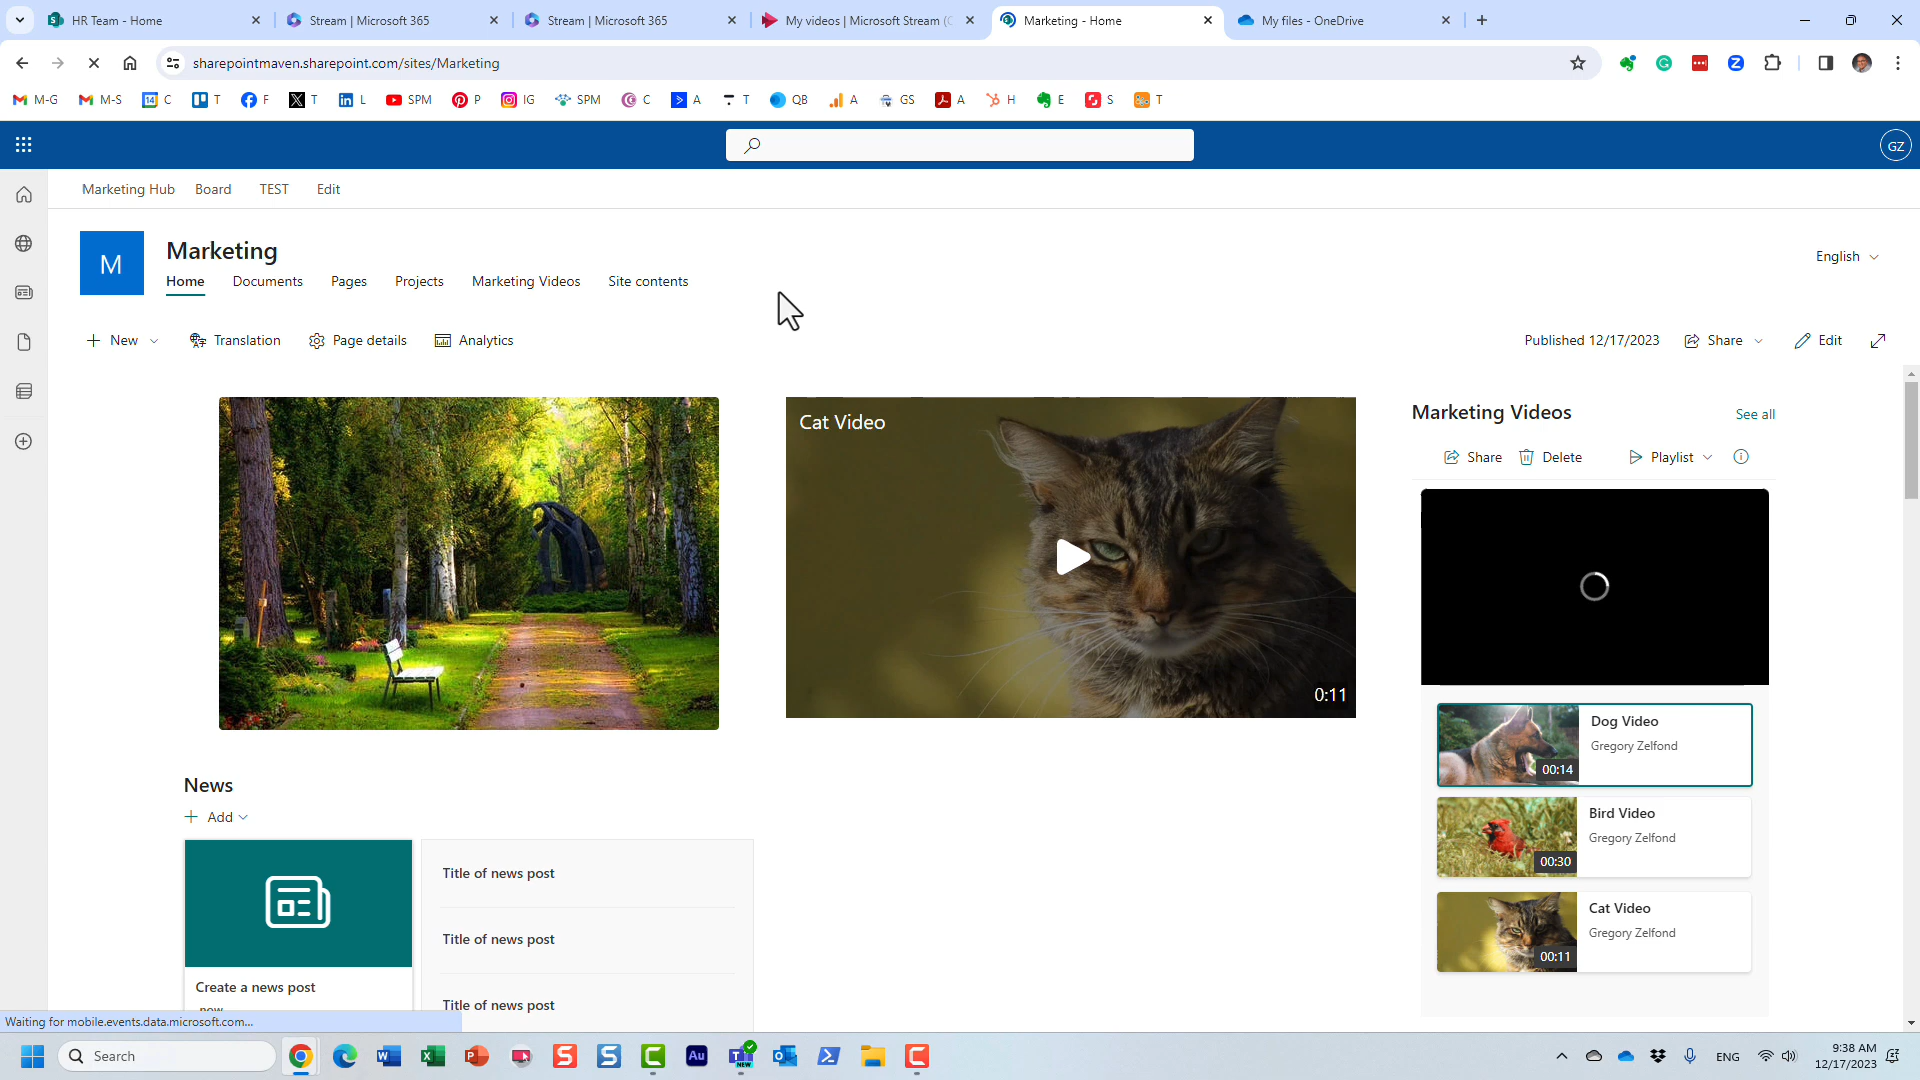 HR Team - Home
Stream | Microsoft 365
Stream | Microsoft 365
My videos | Microsoft Stream (C
Marketing - Home
My files - OneDrive
sharepointmaven.sharepoint.com/sites/Marketing
M-G
M-S
14
C
T
F
T
L
SPM
P
IG
SPM
C
A
T
QB
A
GS
A
H
E
S
T
GZ
Marketing Hub
Board
TEST
Edit
M
Marketing
English
Home
Documents
Pages
Projects
Marketing Videos
Site contents
New
Translation
Page details
Analytics
Published 12/17/2023
Share
Edit
Cat Video
0:11
Marketing Videos
See all
Share
Delete
Playlist
Dog Video
Gregory Zelfond
00:14
Bird Video
Gregory Zelfond
00:30
Cat Video
Gregory Zelfond
00:11
News
Add
Title of news post
Title of news post
Title of news post
Create a news post
Waiting for mobile.events.data.microsoft.com...
Search
Au
NEW
ENG
9:38 AM
12/17/2023